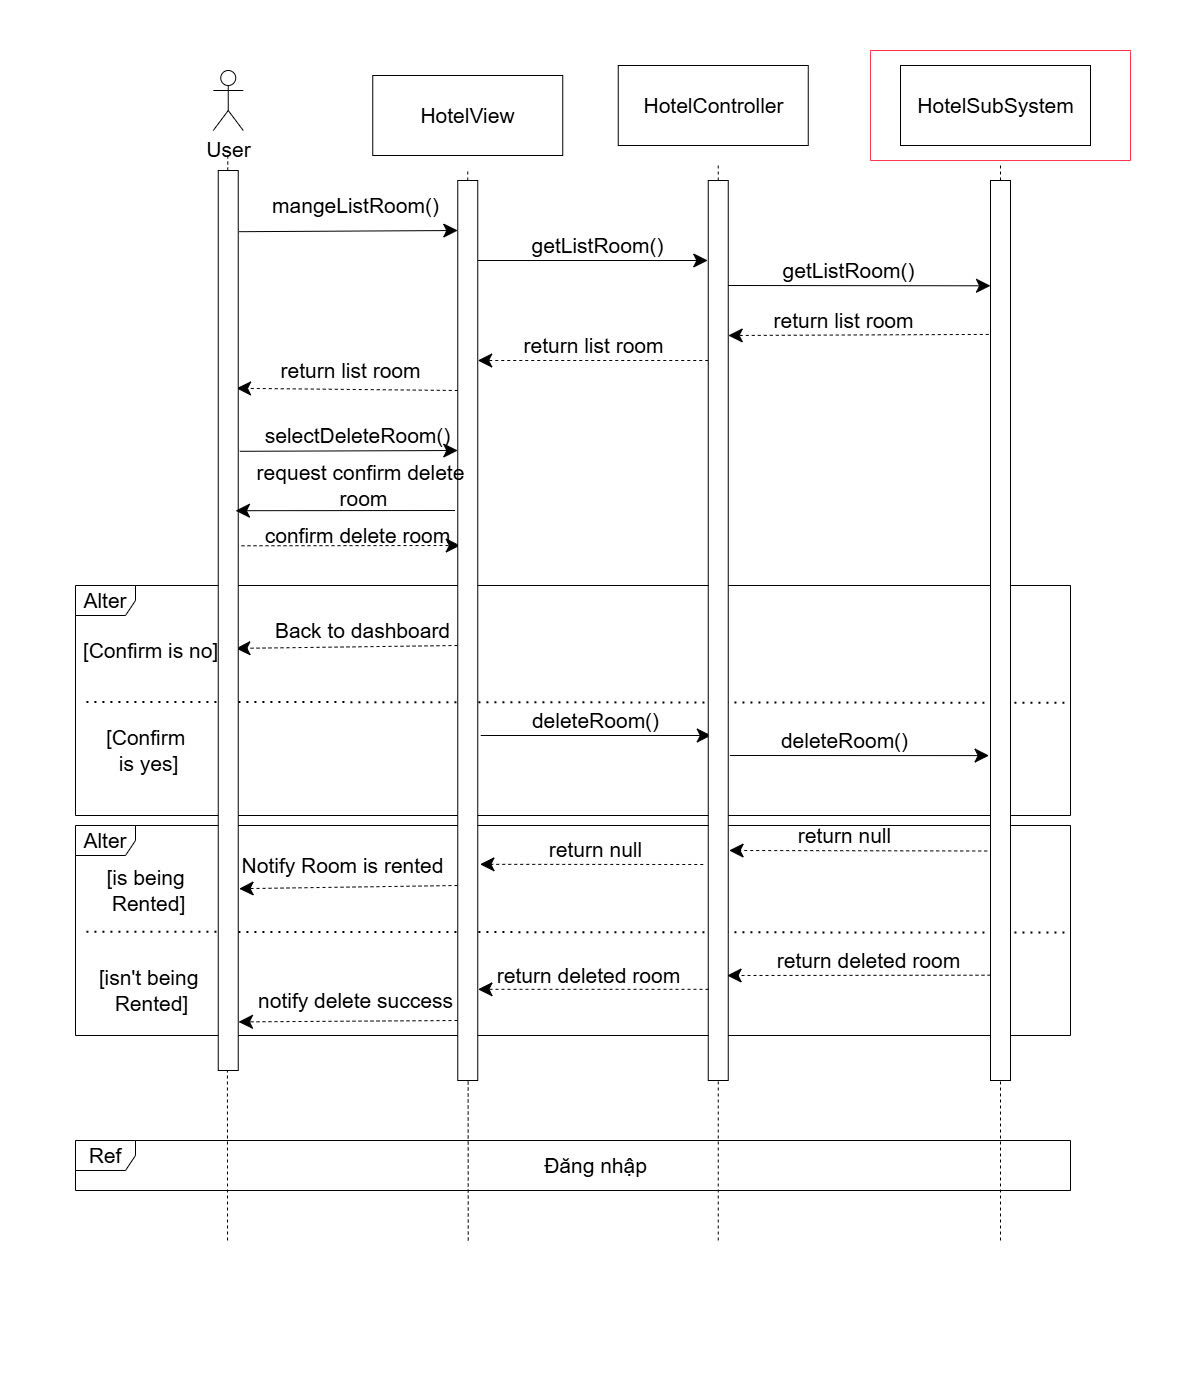 User
HotelView
HotelController
HotelSubSystem
mangeListRoom()
getListRoom()
getListRoom()
return list room
return list room
return list room
selectDeleteRoom()
request confirm delete
room
confirm delete room
Alter
[Confirm is no]
Back to dashboard
[Confirm
is yes]
deleteRoom()
deleteRoom()
Alter
[is being
Rented]
return null
return null
Notify Room is rented
[isn't being
Rented]
return deleted room
return deleted room
notify delete success
Ref
Đăng nhập